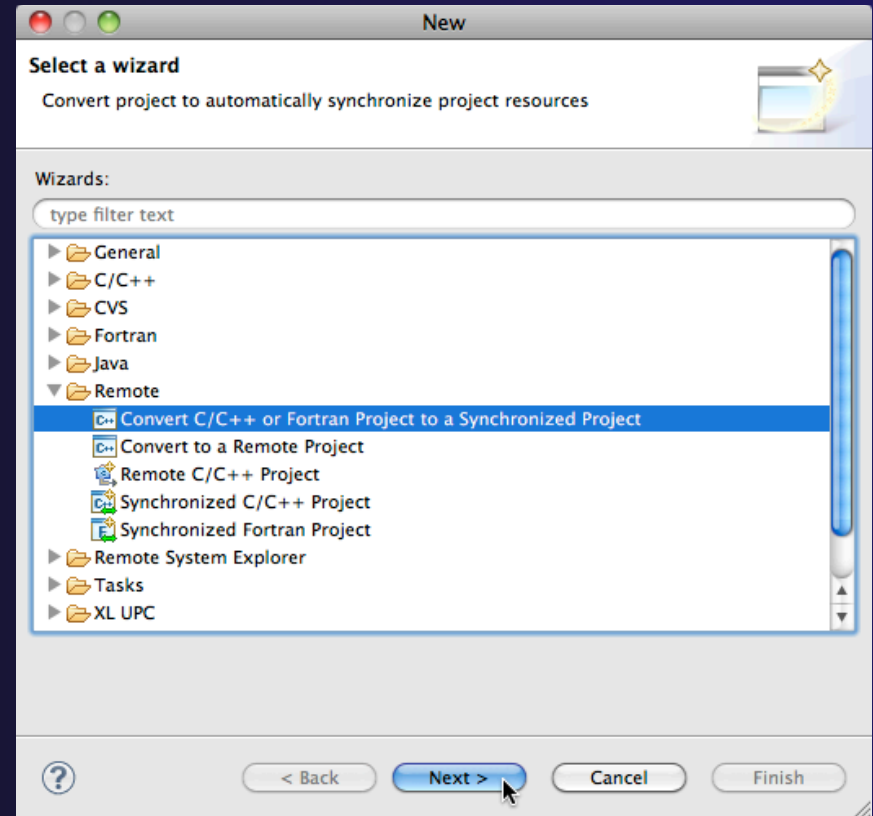 New
Select a wizard
Convert project to automatically synchronize project resources
Wizards:
type filter text
General
C/C++
CVS
Fortran
Java
Remote
C++ Convert C/C++ or Fortran Project to a Synchronized Project
C++ Convert to a Remote Project
Remote C/C++ Project
C++ Synchronized C/C++ Project
F Synchronized Fortran Project
Remote System Explorer
Tasks
XL UPC
? < Back Next > Cancel Finish